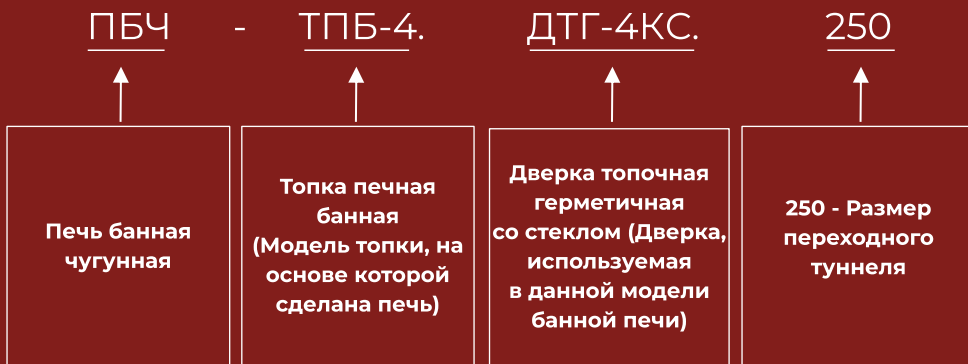 ПБЧ - ТПБ-4. ДТГ-4КС. 250
Печь банная
чугунная
Топка печная
банная
(Модель топки, на
основе которой
сделана печь)
Дверка топочная
герметичная
со стеклом (Дверка,
используемая
в данной модели
банной печи)
250 - Размер
переходного
туннеля